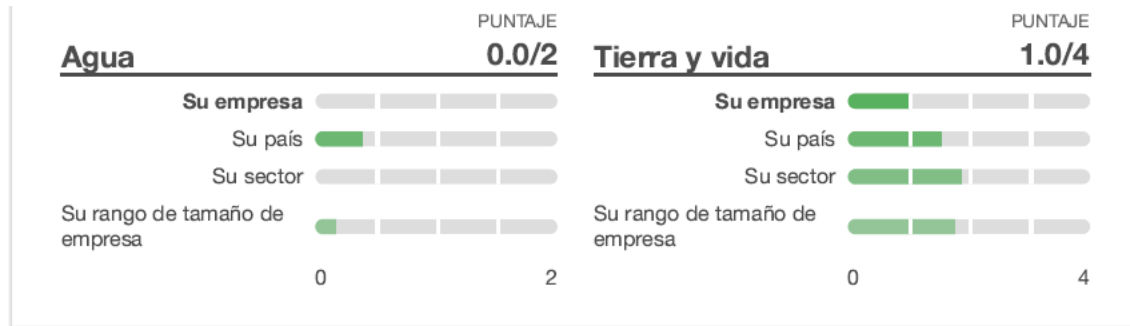 PUNTAJE
Agua 0.0/2
Su empresa
Su país
Su sector
Su rango de tamaño de
empresa
0 2
PUNTAJE
Tierra y vida 1.0/4
Su empresa
Su país
Su sector
Su rango de tamaño de
empresa
0 4